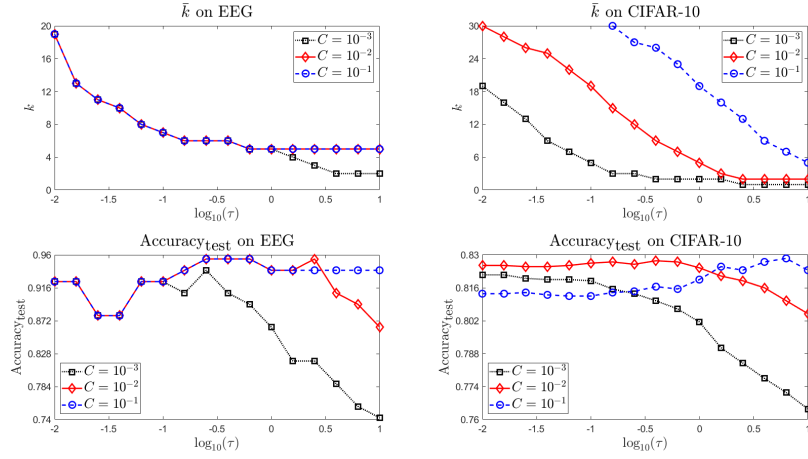 k̄ on EEG
20
16
12
8
4
0
k
-2 -1.5 -1 -0.5 0 0.5 1
log₁₀(τ)
C = 10⁻³
C = 10⁻²
C = 10⁻¹
k̄ on CIFAR-10
30
24
18
12
6
0
k
-2 -1.5 -1 -0.5 0 0.5 1
log₁₀(τ)
C = 10⁻³
C = 10⁻²
C = 10⁻¹
Accuracy_test on EEG
0.96
0.916
0.872
0.828
0.784
0.74
Accuracy_test
-2 -1.5 -1 -0.5 0 0.5 1
log₁₀(τ)
C = 10⁻³
C = 10⁻²
C = 10⁻¹
Accuracy_test on CIFAR-10
0.83
0.816
0.802
0.788
0.774
0.76
Accuracy_test
-2 -1.5 -1 -0.5 0 0.5 1
log₁₀(τ)
C = 10⁻³
C = 10⁻²
C = 10⁻¹